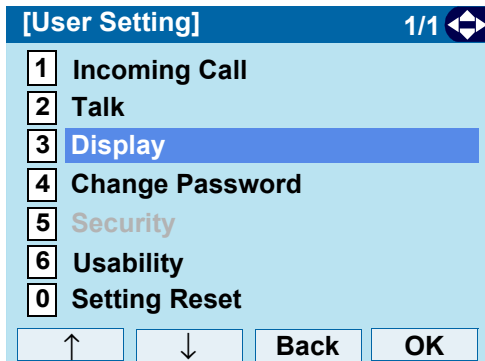 [User Setting] 1/1
1 Incoming Call
2 Talk
3 Display
4 Change Password
5 Security
6 Usability
0 Setting Reset
↑ ↓ Back OK